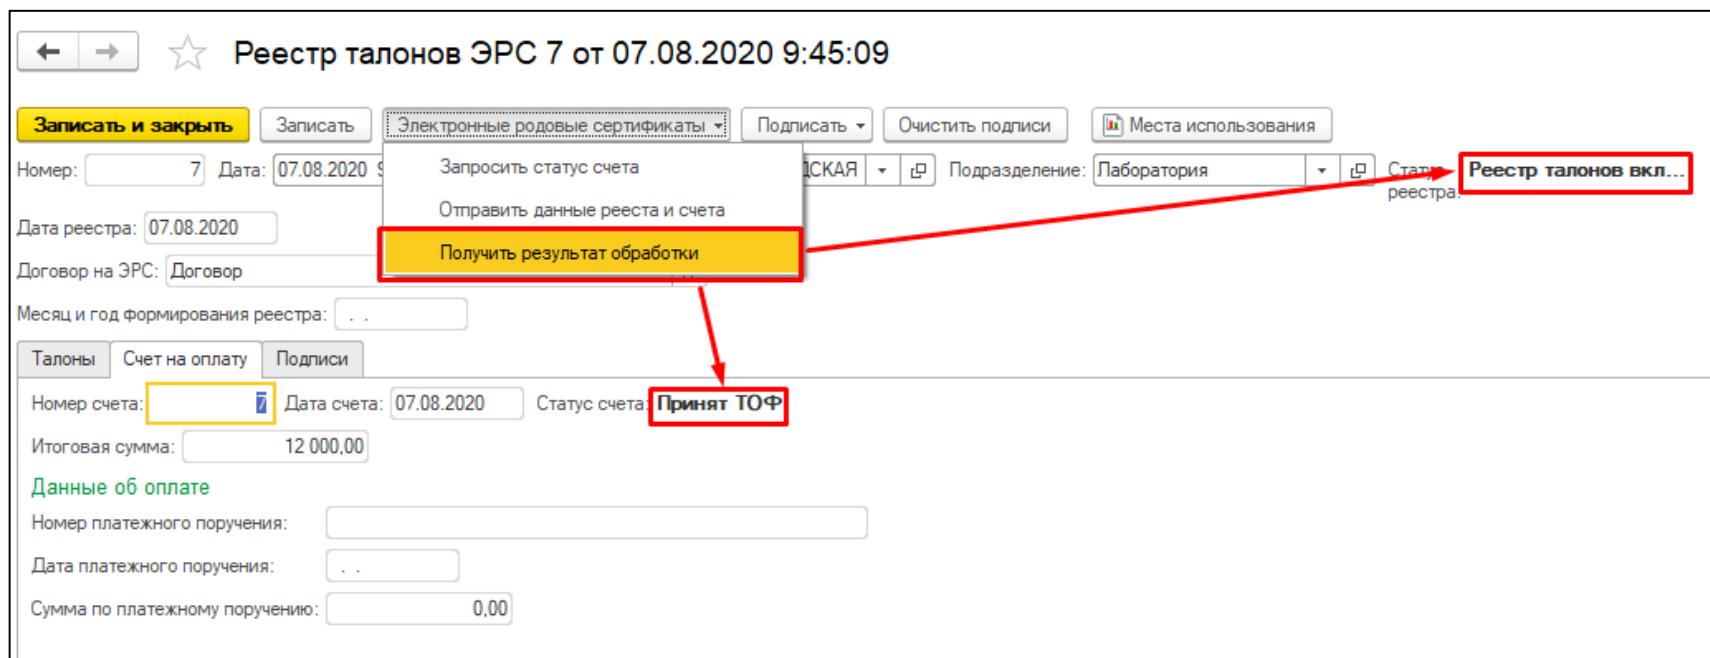 Реестр талонов ЭРС 7 от 07.08.2020 9:45:09
Записать и закрыть Записать Электронные родовые сертификаты Подписать Очистить подписи Места использования
Запросить статус счета
Номер: 7 Дата: 07.08.2020 Подразделение: Лаборатория Реестр талонов вкл...
реестра:
Отправить данные рееста и счета
Дата реестра: 07.08.2020
Получить результат обработки
Договор на ЭРС: Договор
Месяц и год формирования реестра: . .
Талоны Счет на оплату Подписи
Номер счета: 7 Дата счета: 07.08.2020 Статус счета: Принят ТОФ
Итоговая сумма: 12 000,00
Данные об оплате
Номер платежного поручения:
Дата платежного поручения: . .
Сумма по платежному поручению: 0,00